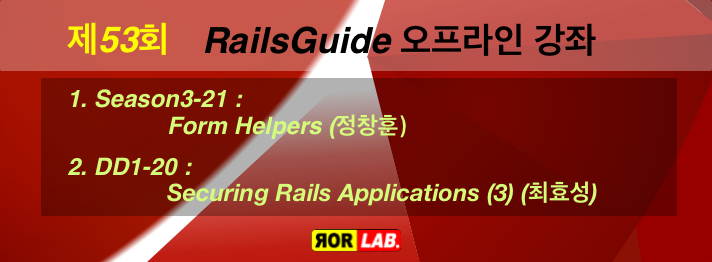 제53회 RailsGuide 오프라인 강좌
1. Season3-21 :
Form Helpers (정창훈)
2. DD1-20 :
Securing Rails Applications (3) (최효성)
ROR LAB.